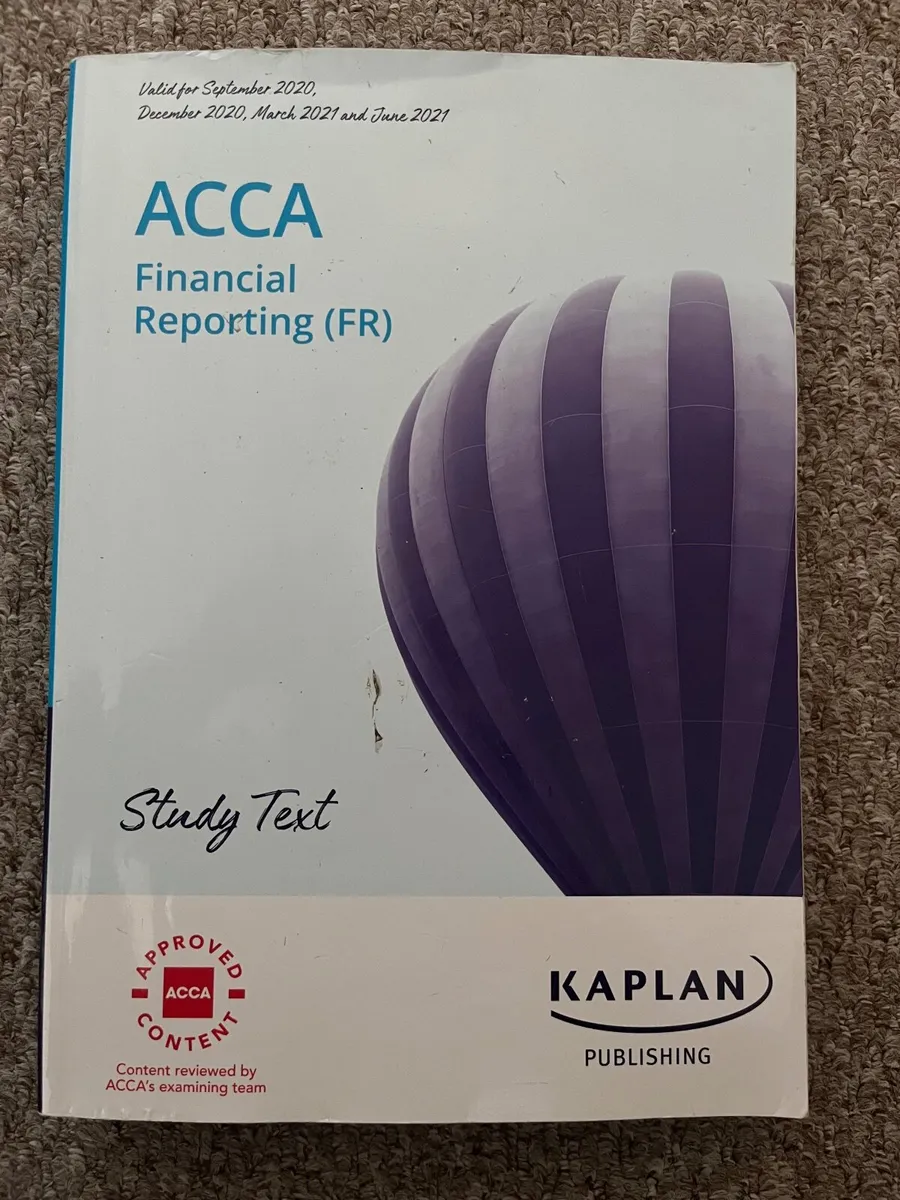 Valid for September 2020,
December 2020, March 2021 and June 2021
ACCA
Financial
Reporting (FR)
Study Text
APPROVED
ACCA
CONTENT
Content reviewed by
ACCA's examining team
KAPLAN
PUBLISHING